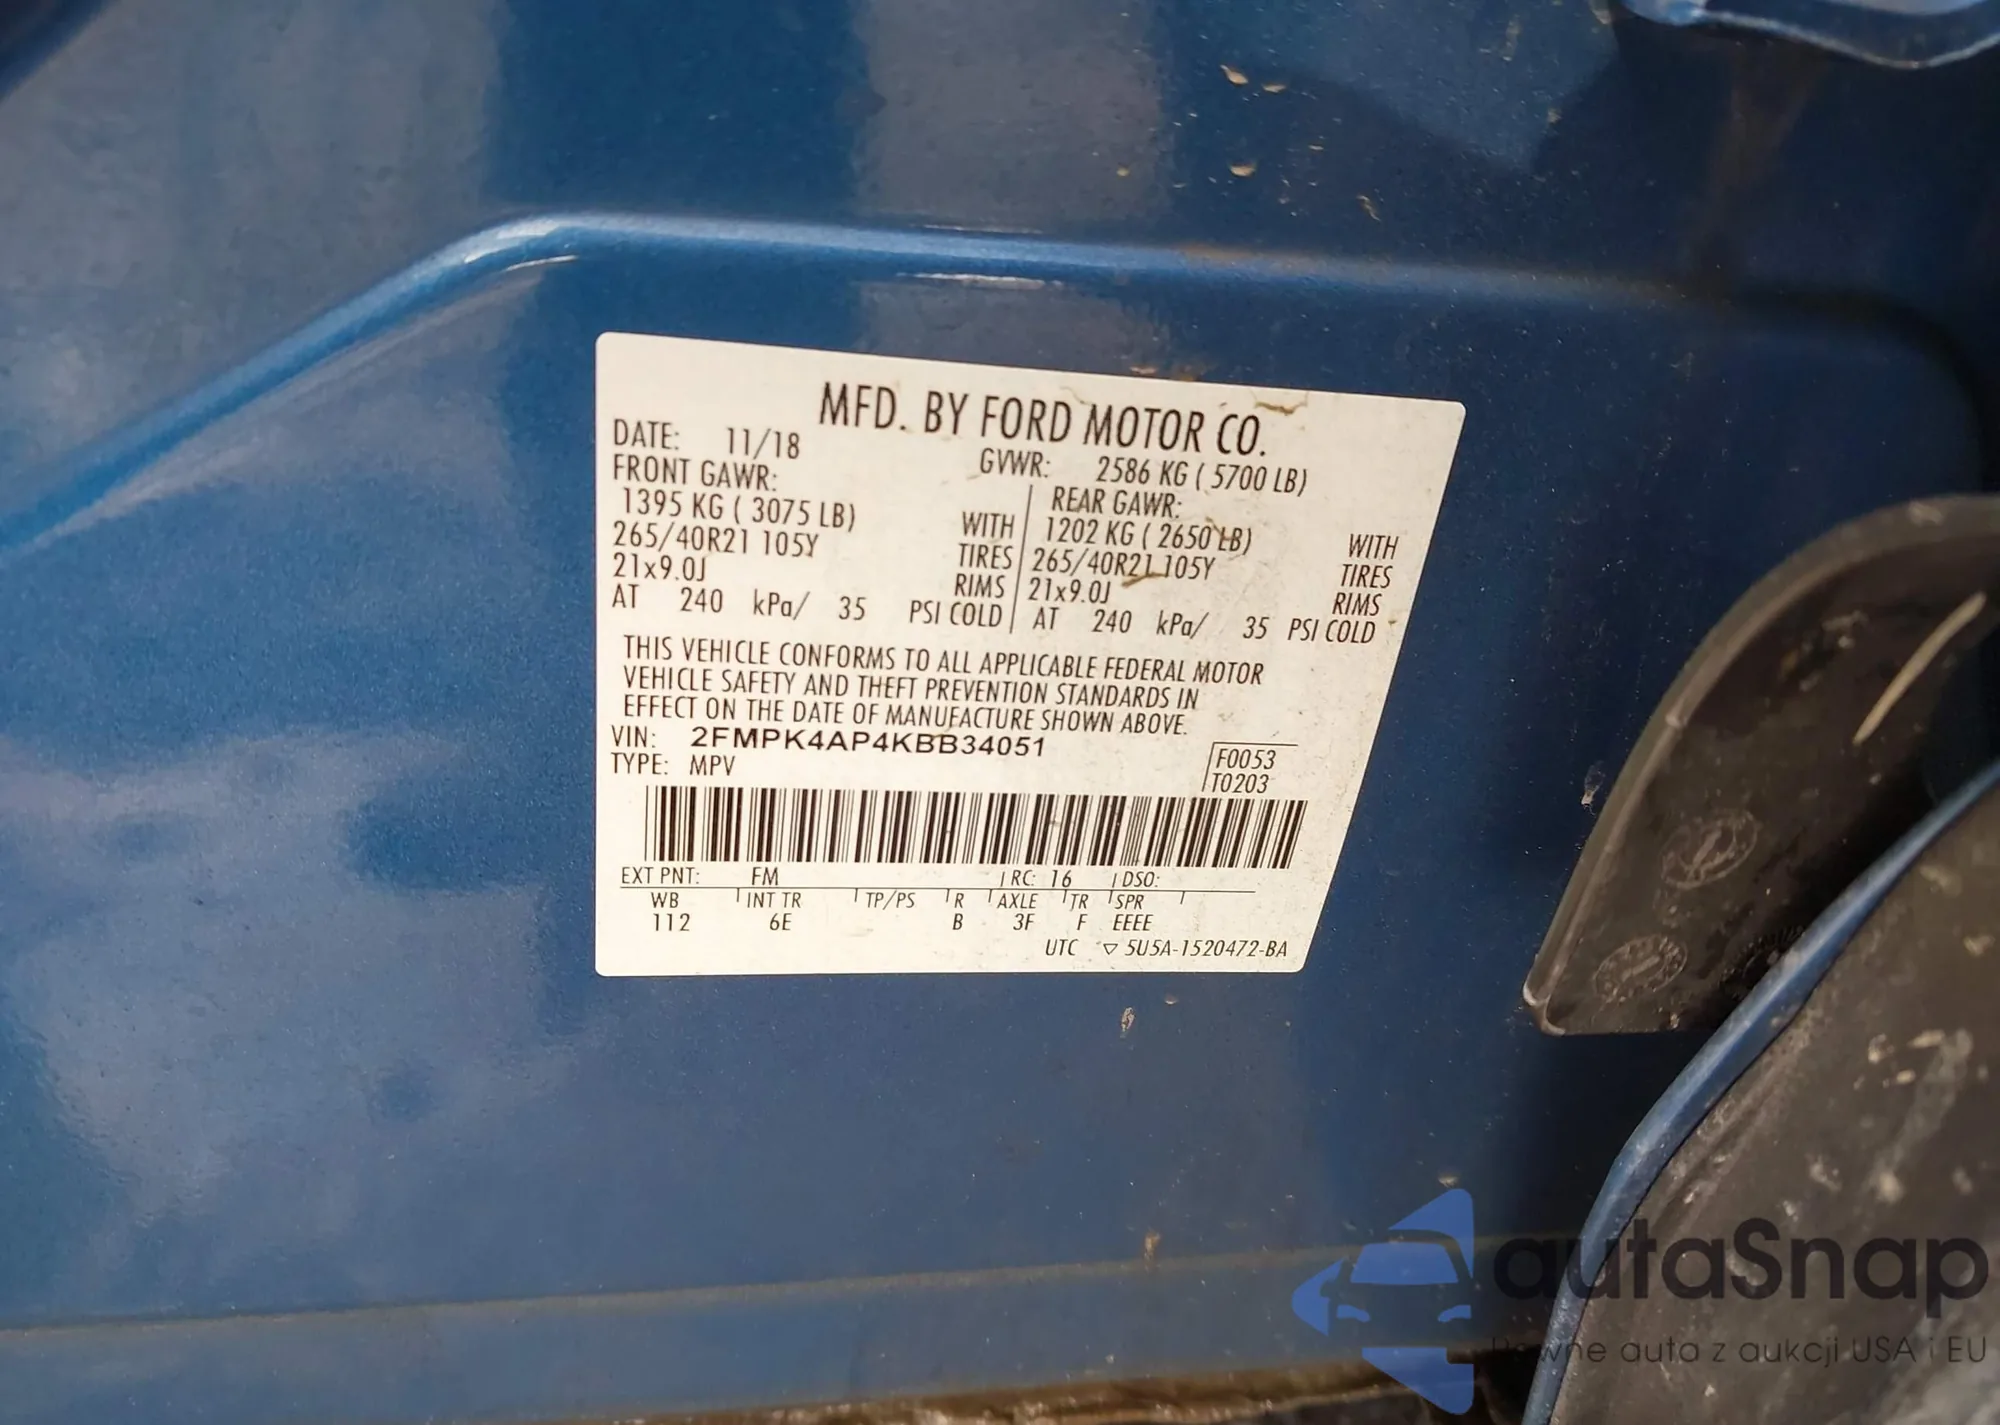 MFD. BY FORD MOTOR CO.
DATE: 11/18 GVWR: 2586 KG ( 5700 LB)
FRONT GAWR: REAR GAWR:
1395 KG ( 3075 LB) WITH 1202 KG ( 2650 LB) WITH
265/40R21 105Y TIRES 265/40R21 105Y TIRES
21x9.0J RIMS 21x9.0J RIMS
AT 240 kPa/ 35 PSI COLD AT 240 kPa/ 35 PSI COLD
THIS VEHICLE CONFORMS TO ALL APPLICABLE FEDERAL MOTOR
VEHICLE SAFETY AND THEFT PREVENTION STANDARDS IN
EFFECT ON THE DATE OF MANUFACTURE SHOWN ABOVE.
VIN: 2FMPK4AP4KBB34051
TYPE: MPV
F0053
T0203
EXT PNT: FM RC: 16 DSO:
WB INT TR TP/PS R AXLE TR SPR
112 6E B 3F F EEEE
UTC ▽ 5U5A-1520472-BA
autaSnap
Pewne auta z aukcji USA i EU